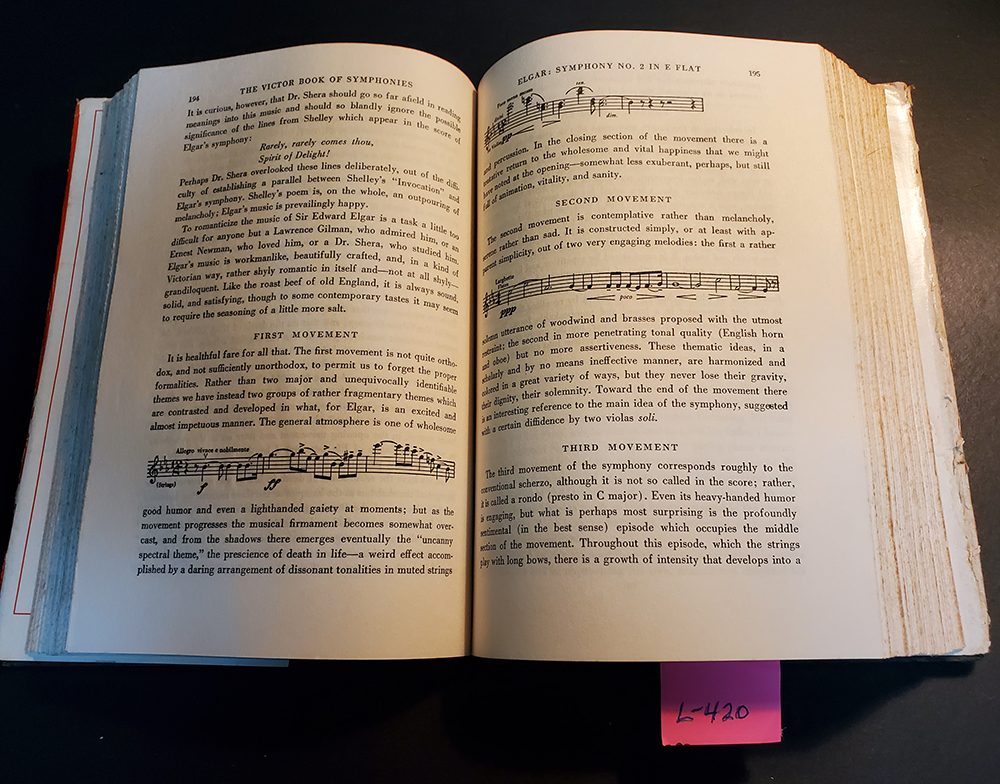 194
THE VICTOR BOOK OF SYMPHONIES
It is curious, however, that Dr. Shera should go so far afield in reading
meanings into this music and should so blandly ignore the possible
significance of the lines from Shelley which appear in the score of
Elgar's symphony:
Rarely, rarely comes thou,
Spirit of Delight!
Perhaps Dr. Shera overlooked these lines deliberately, out of the diffi-
culty of establishing a parallel between Shelley's "Invocation" and
Elgar's symphony. Shelley's poem is, on the whole, an outpouring of
melancholy; Elgar's music is prevailingly happy.
To romanticize the music of Sir Edward Elgar is a task a little too
difficult for anyone but a Lawrence Gilman, who admired him, or an
Ernest Newman, who loved him, or a Dr. Shera, who studied him.
Elgar's music is workmanlike, beautifully crafted, and, in a kind of
Victorian way, rather shyly romantic in itself and—not at all shyly—
grandiloquent. Like the roast beef of old England, it is always sound,
solid, and satisfying, though to some contemporary tastes it may seem
to require the seasoning of a little more salt.
FIRST MOVEMENT
It is healthful fare for all that. The first movement is not quite ortho-
dox, and not sufficiently unorthodox, to permit us to forget the proper
formalities. Rather than two major and unequivocally identifiable
themes we have instead two groups of rather fragmentary themes which
are contrasted and developed in what, for Elgar, is an excited and
almost impetuous manner. The general atmosphere is one of wholesome
Allegro vivace e nobilmente
(Strings)
f
ff
good humor and even a lighthanded gaiety at moments; but as the
movement progresses the musical firmament becomes somewhat over-
cast, and from the shadows there emerges eventually the "uncanny
spectral theme," the prescience of death in life—a weird effect accom-
plished by a daring arrangement of dissonant tonalities in muted strings
ELGAR: SYMPHONY NO. 2 IN E FLAT
195
Poco meno mosso
pp
dim.
and percussion. In the closing section of the movement there is a
tentative return to the wholesome and vital happiness that we might
have noted at the opening—somewhat less exuberant, perhaps, but still
full of animation, vitality, and sanity.
SECOND MOVEMENT
The second movement is contemplative rather than melancholy,
serene rather than sad. It is constructed simply, or at least with ap-
parent simplicity, out of two very engaging melodies: the first a rather
Larghetto
ppp
poco
solemn utterance of woodwind and brasses proposed with the utmost
restraint; the second in more penetrating tonal quality (English horn
and oboe) but no more assertiveness. These thematic ideas, in a
scholarly and by no means ineffective manner, are harmonized and
colored in a great variety of ways, but they never lose their gravity,
their dignity, their solemnity. Toward the end of the movement there
is an interesting reference to the main idea of the symphony, suggested
with a certain diffidence by two violas soli.
THIRD MOVEMENT
The third movement of the symphony corresponds roughly to the
conventional scherzo, although it is not so called in the score; rather,
it is called a rondo (presto in C major). Even its heavy-handed humor
is engaging, but what is perhaps most surprising is the profoundly
sentimental (in the best sense) episode which occupies the middle
section of the movement. Throughout this episode, which the strings
play with long bows, there is a growth of intensity that develops into a
L-420